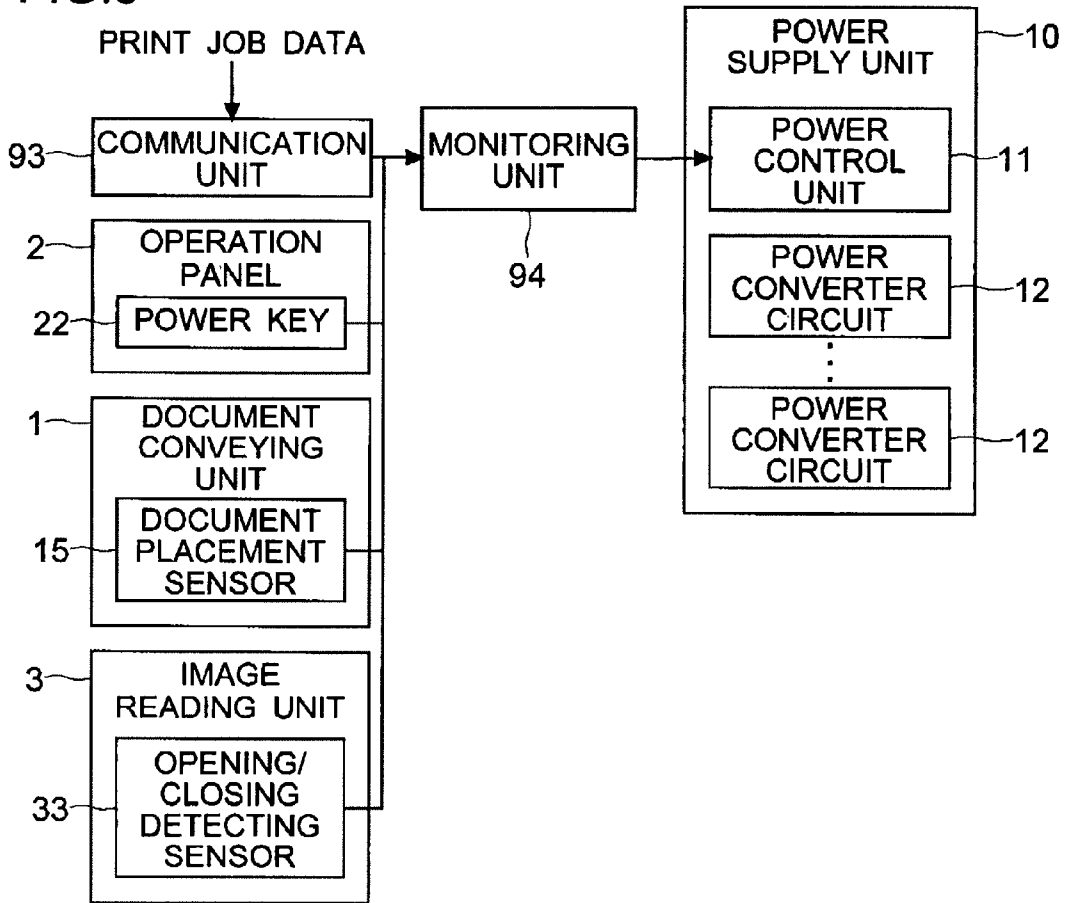 PRINT JOB DATA
93
COMMUNICATION
UNIT
2
OPERATION
PANEL
22
POWER KEY
1
DOCUMENT
CONVEYING
UNIT
15
DOCUMENT
PLACEMENT
SENSOR
3
IMAGE
READING UNIT
33
OPENING/
CLOSING
DETECTING
SENSOR
MONITORING
UNIT
94
POWER
SUPPLY UNIT
10
POWER
CONTROL
UNIT
11
POWER
CONVERTER
CIRCUIT
12
POWER
CONVERTER
CIRCUIT
12